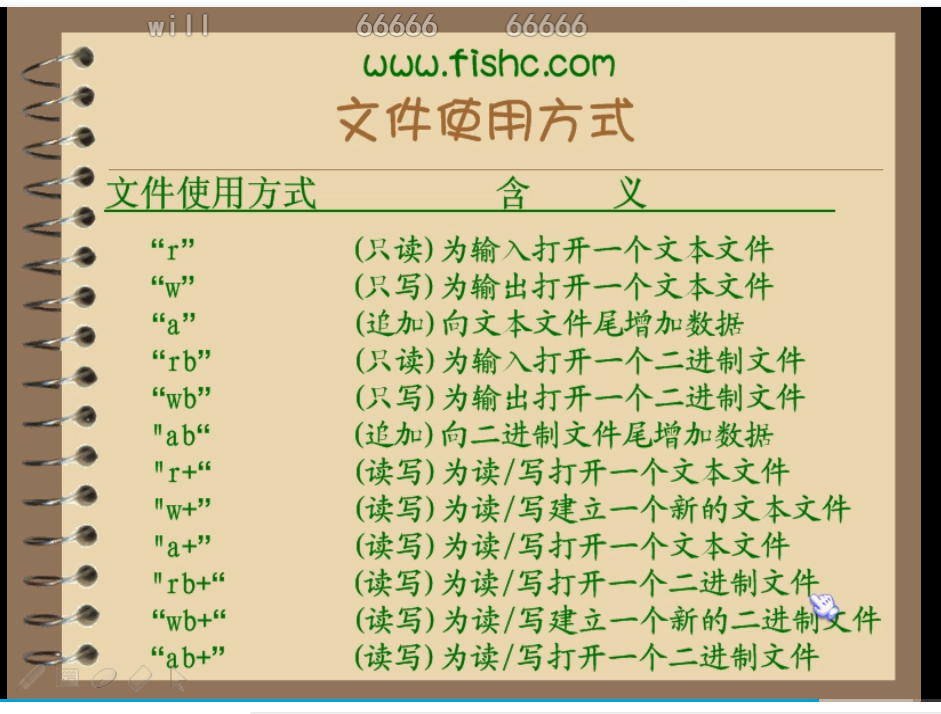 will 66666 66666
www.fishc.com
文件使用方式
文件使用方式 含 义
“r” (只读)为输入打开一个文本文件
“w” (只写)为输出打开一个文本文件
“a” (追加)向文本文件尾增加数据
“rb” (只读)为输入打开一个二进制文件
“wb” (只写)为输出打开一个二进制文件
"ab“ (追加)向二进制文件尾增加数据
"r+“ (读写)为读/写打开一个文本文件
"w+” (读写)为读/写建立一个新的文本文件
"a+” (读写)为读/写打开一个文本文件
"rb+“ (读写)为读/写打开一个二进制文件
“wb+“ (读写)为读/写建立一个新的二进制文件
“ab+” (读写)为读/写打开一个二进制文件